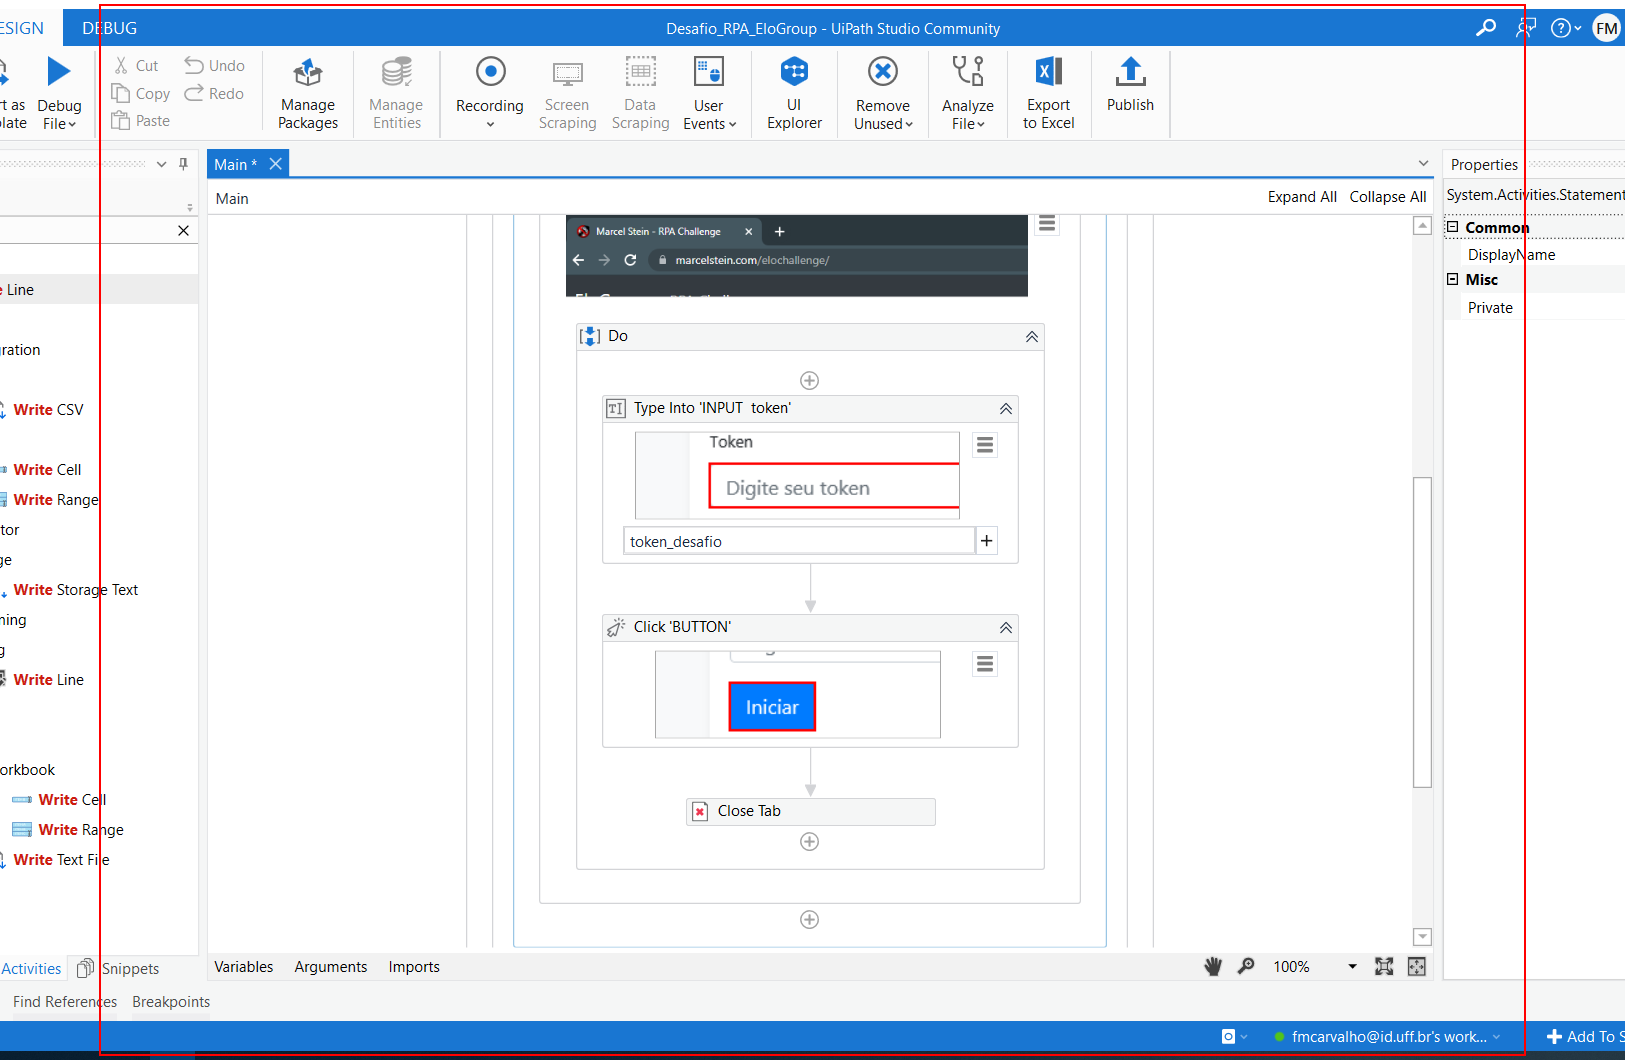 ESIGN
DEBUG
Desafio_RPA_EloGroup - UiPath Studio Community
FM
rt as
plate
Debug
File
Cut
Copy
Paste
Undo
Redo
Manage
Packages
Manage
Entities
Recording
Screen
Scraping
Data
Scraping
User
Events
UI
Explorer
Remove
Unused
Analyze
File
Export
to Excel
Publish
Main *
Main
Expand All
Collapse All
Properties
System.Activities.Statement
Common
DisplayName
Misc
Private
e Line
ration
Write CSV
Write Cell
Write Range
tor
ge
Write Storage Text
ming
g
Write Line
orkbook
Write Cell
Write Range
Write Text File
Marcel Stein - RPA Challenge
marcelstein.com/elochallenge/
Do
Type Into 'INPUT token'
Token
Digite seu token
token_desafio
Click 'BUTTON'
Iniciar
Close Tab
Activities
Snippets
Variables
Arguments
Imports
100%
Find References
Breakpoints
fmcarvalho@id.uff.br's work...
Add To S